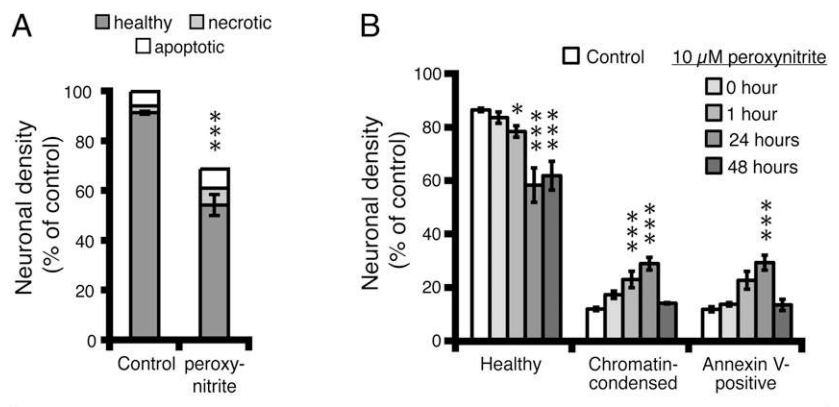 A
healthy necrotic
apoptotic
Neuronal density
(% of control)
100
80
60
40
20
0
***
Control peroxy-
nitrite
B
Control
10 µM peroxynitrite
0 hour
1 hour
24 hours
48 hours
Neuronal density
(% of control)
100
80
60
40
20
0
* *** ***
*** ***
***
Healthy
Chromatin-
condensed
Annexin V-
positive